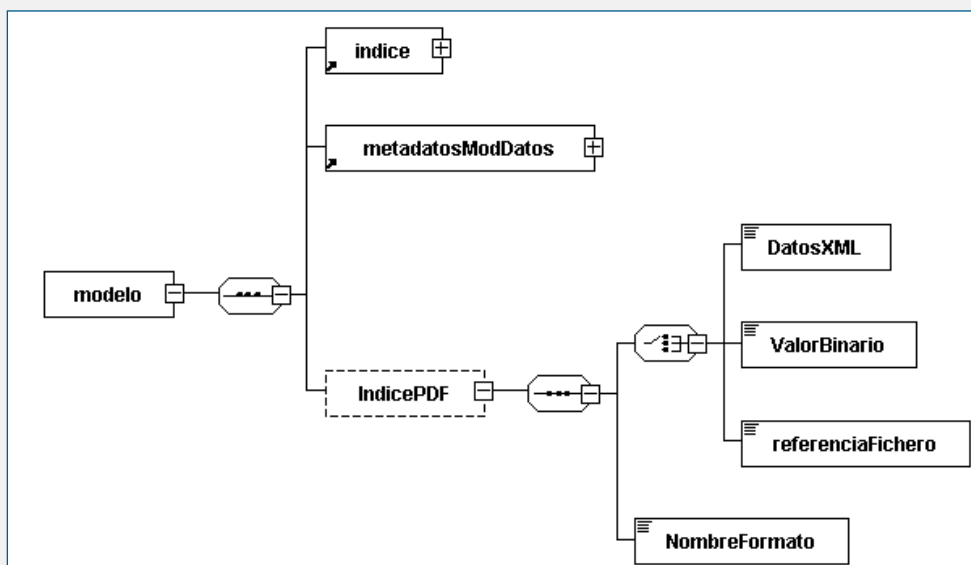 indice
metadatosModDatos
modelo
IndicePDF
DatosXML
ValorBinario
referenciaFichero
NombreFormato